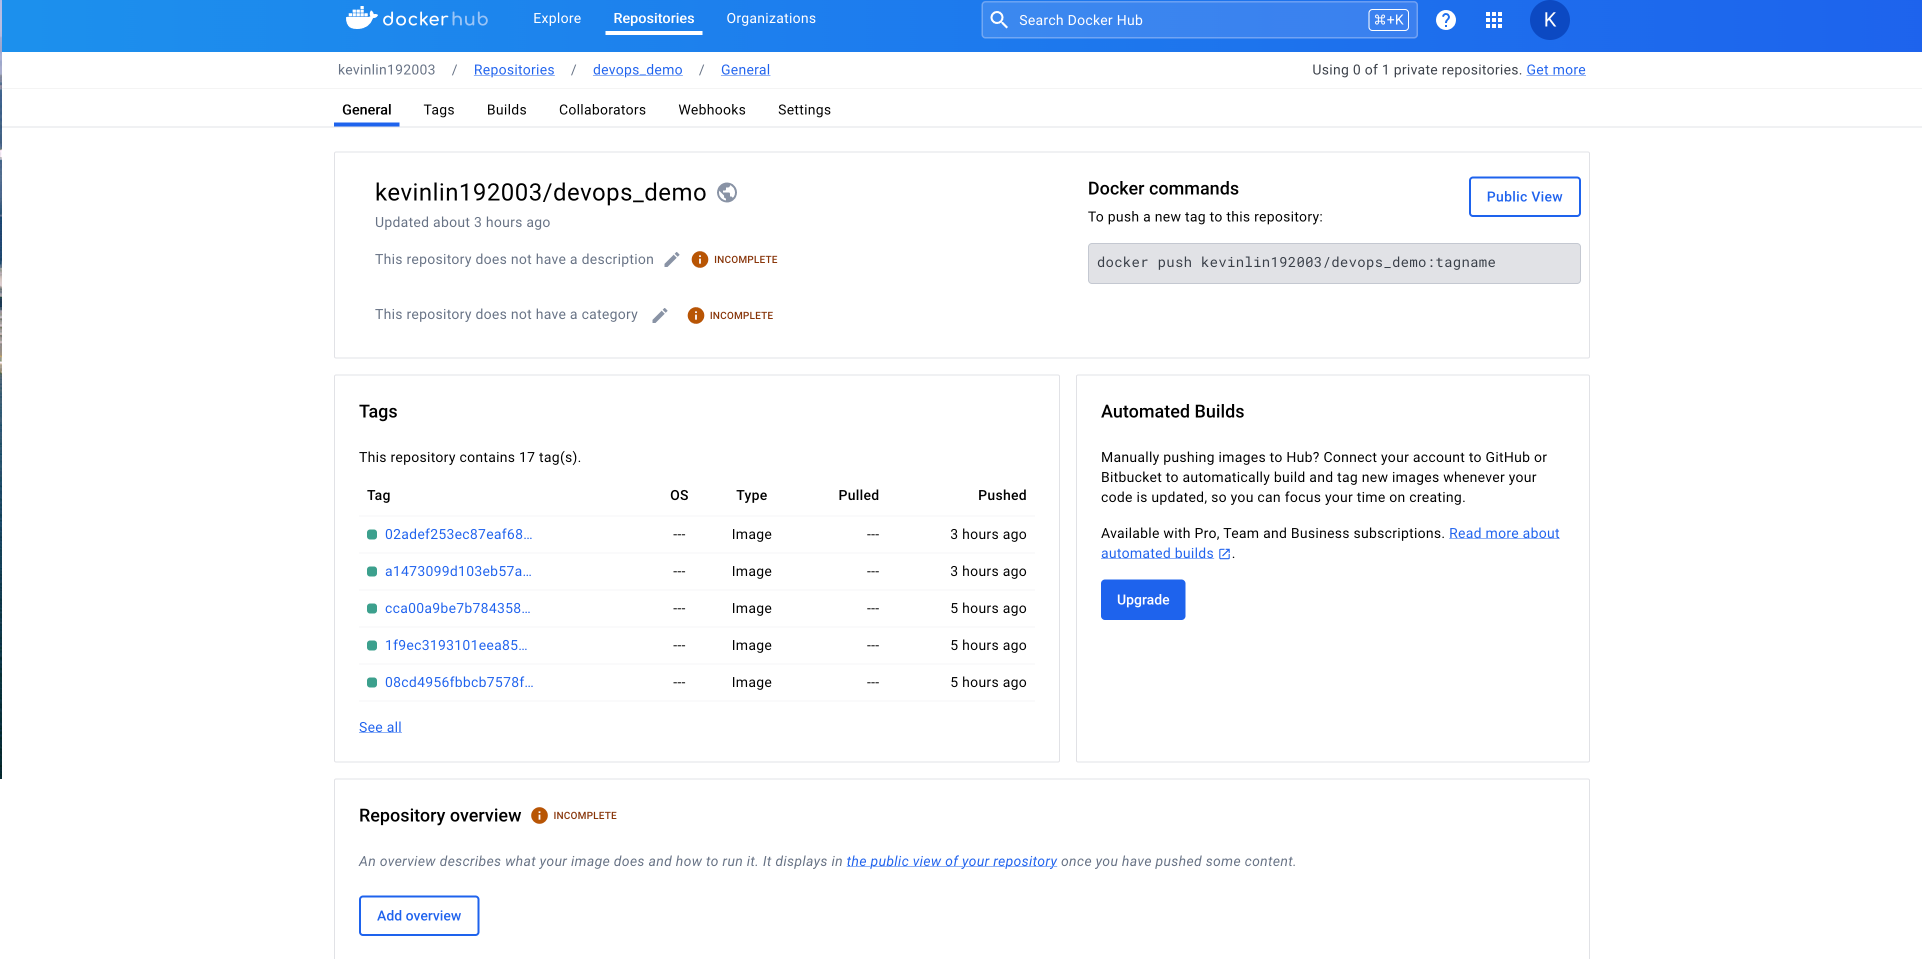 dockerhub
Explore
Repositories
Organizations
Search Docker Hub
⌘+K
?
K
kevinlin192003 / Repositories / devops_demo / General
Using 0 of 1 private repositories. Get more
General
Tags
Builds
Collaborators
Webhooks
Settings
kevinlin192003/devops_demo
Updated about 3 hours ago
This repository does not have a description
INCOMPLETE
This repository does not have a category
INCOMPLETE
Docker commands
To push a new tag to this repository:
Public View
docker push kevinlin192003/devops_demo:tagname
Tags
This repository contains 17 tag(s).
Tag OS Type Pulled Pushed
02adef253ec87eaf68... --- Image --- 3 hours ago
a1473099d103eb57a... --- Image --- 3 hours ago
cca00a9be7b784358... --- Image --- 5 hours ago
1f9ec3193101eea85... --- Image --- 5 hours ago
08cd4956fbbcb7578f... --- Image --- 5 hours ago
See all
Automated Builds
Manually pushing images to Hub? Connect your account to GitHub or
Bitbucket to automatically build and tag new images whenever your
code is updated, so you can focus your time on creating.
Available with Pro, Team and Business subscriptions. Read more about
automated builds.
Upgrade
Repository overview
INCOMPLETE
An overview describes what your image does and how to run it. It displays in the public view of your repository once you have pushed some content.
Add overview